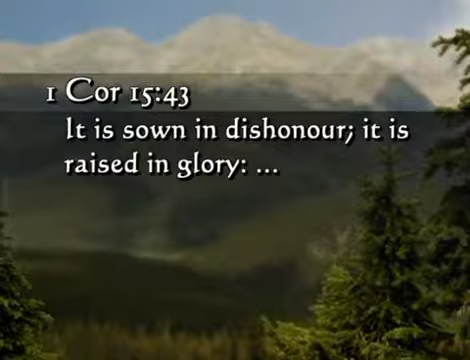 1 Cor 15:43
It is sown in dishonour; it is
raised in glory: ...